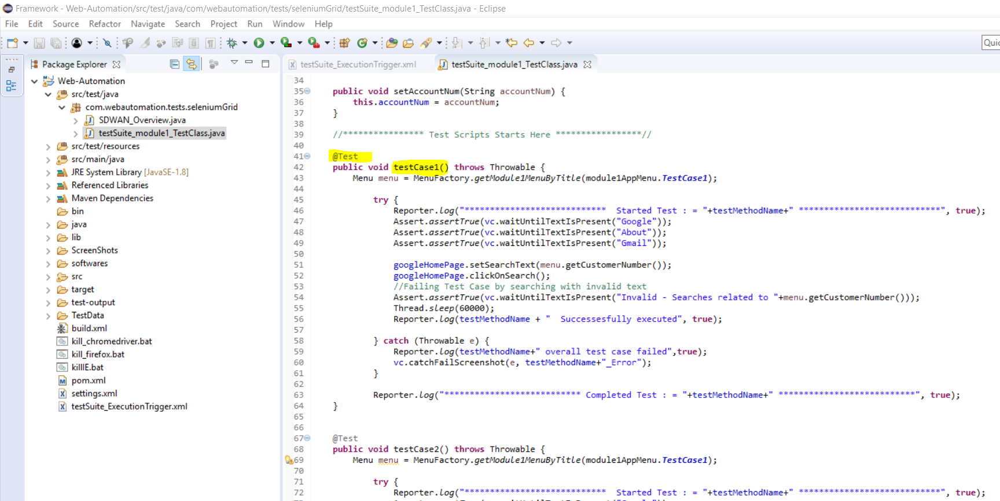 Framework - Web-Automation/src/test/java/com/webautomation/tests/seleniumGrid/testSuite_module1_TestClass.java - Eclipse
File Edit Source Refactor Navigate Search Project Run Window Help
Quic
Package Explorer
Web-Automation
src/test/java
com.webautomation.tests.seleniumGrid
SDWAN_Overview.java
testSuite_module1_TestClass.java
src/test/resources
src/main/java
JRE System Library [JavaSE-1.8]
Referenced Libraries
Maven Dependencies
bin
java
lib
ScreenShots
softwares
src
target
test-output
TestData
build.xml
kill_chromedriver.bat
kill_firefox.bat
killIE.bat
pom.xml
settings.xml
testSuite_ExecutionTrigger.xml
testSuite_ExecutionTrigger.xml testSuite_module1_TestClass.java
34
35 public void setAccountNum(String accountNum) {
36 this.accountNum = accountNum;
37 }
38
39 //**************** Test Scripts Starts Here *****************//
40
41 @Test
42 public void testCase1() throws Throwable {
43 Menu menu = MenuFactory.getModule1MenuByTitle(module1AppMenu.TestCase1);
44
45 try {
46 Reporter.log("**************************** Started Test : = "+testMethodName+" ****************************", true);
47 Assert.assertTrue(vc.waitUntilTextIsPresent("Google"));
48 Assert.assertTrue(vc.waitUntilTextIsPresent("About"));
49 Assert.assertTrue(vc.waitUntilTextIsPresent("Gmail"));
50
51 googleHomePage.setSearchText(menu.getCustomerNumber());
52 googleHomePage.clickOnSearch();
53 //Failing Test Case by searching with invalid text
54 Assert.assertTrue(vc.waitUntilTextIsPresent("Invalid - Searches related to "+menu.getCustomerNumber()));
55 Thread.sleep(60000);
56 Reporter.log(testMethodName + "  Successesfully executed", true);
57
58 } catch (Throwable e) {
59 Reporter.log(testMethodName+" overall test case failed",true);
60 vc.catchFailScreenshot(e, testMethodName+"_Error");
61 }
62
63 Reporter.log("*************************** Completed Test : = "+testMethodName+" ***************************", true);
64 }
65
66
67 @Test
68 public void testCase2() throws Throwable {
69 Menu menu = MenuFactory.getModule1MenuByTitle(module1AppMenu.TestCase1);
70
71 try {
72 Reporter.log("**************************** Started Test : = "+testMethodName+" ****************************", true);